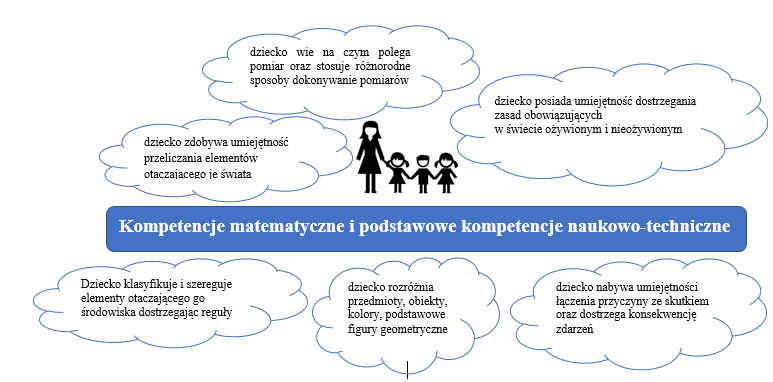 dziecko wie na czym polega
pomiar oraz stosuje różnorodne
sposoby dokonywanie pomiarów
dziecko posiada umiejętność dostrzegania
zasad obowiązujących
w świecie ożywionym i nieożywionym
dziecko zdobywa umiejętność
przeliczania elementów
otaczającego je świata
Kompetencje matematyczne i podstawowe kompetencje naukowo-techniczne
Dziecko klasyfikuje i szereguje
elementy otaczającego go
środowiska dostrzegając reguły
dziecko rozróżnia
przedmioty, obiekty,
kolory, podstawowe
figury geometryczne
dziecko nabywa umiejętności
łączenia przyczyny ze skutkiem
oraz dostrzega konsekwencję
zdarzeń